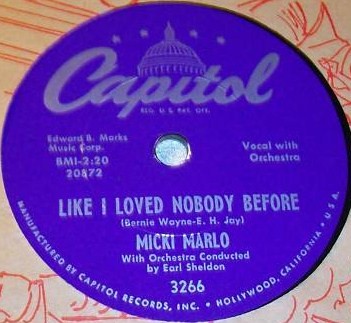 Capitol
REG. U.S. PAT. OFF.
Edward B. Marks
Music Corp.
BMI-2:20
20872
Vocal with
Orchestra
LIKE I LOVED NOBODY BEFORE
(Bernie Wayne-E. H. Jay)
MICKI MARLO
With Orchestra Conducted
by Earl Sheldon
3266
MANUFACTURED BY CAPITOL RECORDS, INC. • HOLLYWOOD, CALIFORNIA • U.S.A.